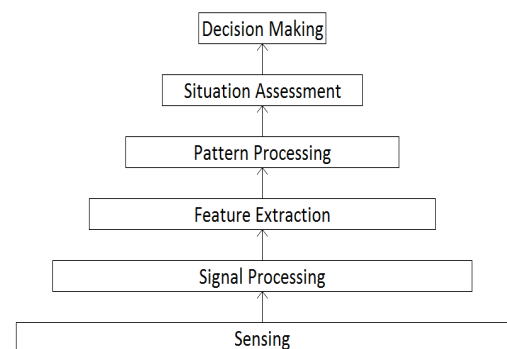 Decision Making
Situation Assessment
Pattern Processing
Feature Extraction
Signal Processing
Sensing